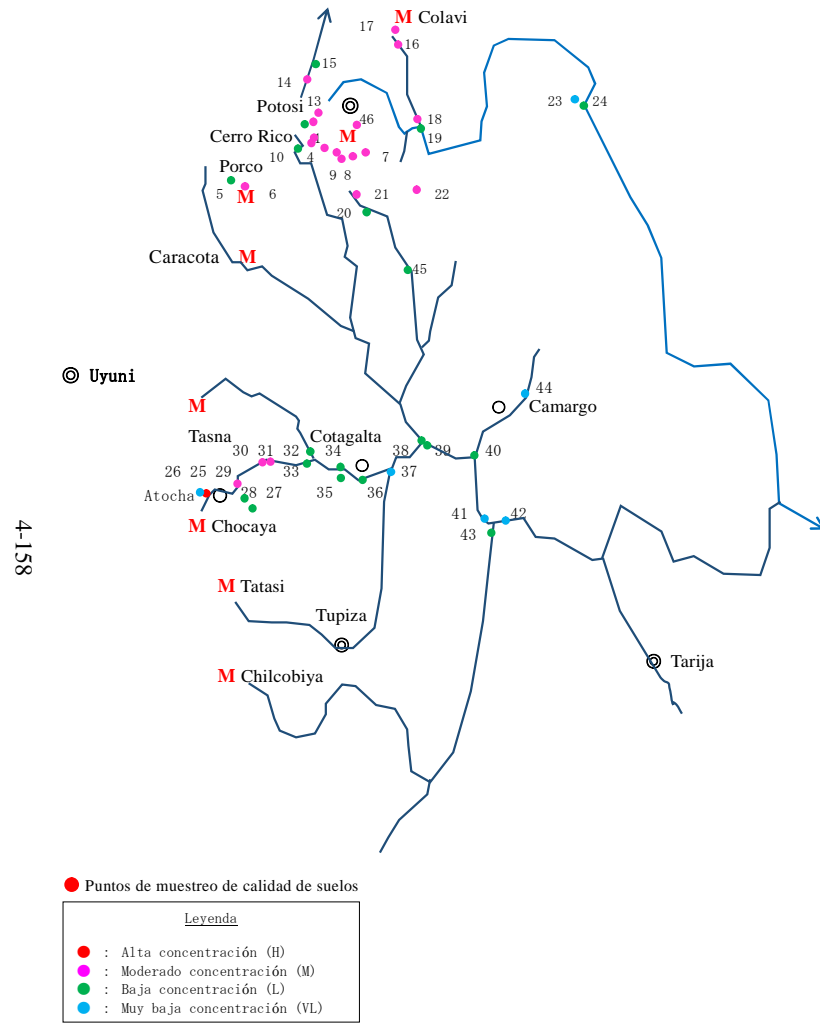 17 M Colavi
16
15
14
Potosi 13
46
18
23 24
19
Cerro Rico 1 M
10 4 7
Porco 9 8
5 M 6
21 22
20
Caracota M
45
Uyuni
44
M Camargo
Tasna Cotagalta
30 31 32 34 38 39 40
26 25 29 33 37
Atocha 28 27 35 36
M Chocaya
41 42
43
4-158
M Tatasi
Tupiza
Tarija
M Chilcobiya
Puntos de muestreo de calidad de suelos
Leyenda
: Alta concentración (H)
: Moderado concentración (M)
: Baja concentración (L)
: Muy baja concentración (VL)